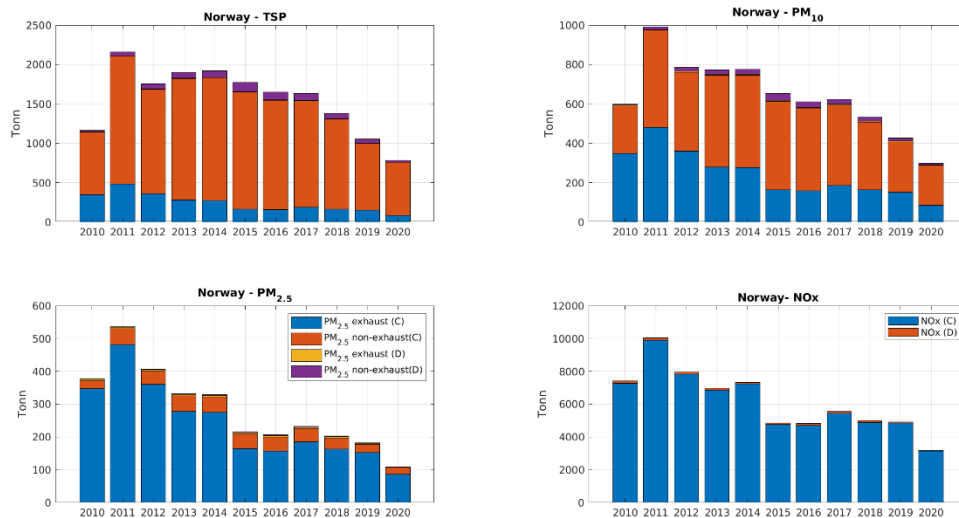 Norway - TSP
2500
2000
1500
1000
500
0
Tonn
2010 2011 2012 2013 2014 2015 2016 2017 2018 2019 2020
Norway - PM10
1000
800
600
400
200
0
Tonn
2010 2011 2012 2013 2014 2015 2016 2017 2018 2019 2020
Norway - PM2.5
600
500
400
300
200
100
0
Tonn
PM2.5 exhaust (C)
PM2.5 non-exhaust(C)
PM2.5 exhaust (D)
PM2.5 non-exhaust(D)
2010 2011 2012 2013 2014 2015 2016 2017 2018 2019 2020
Norway- NOx
12000
10000
8000
6000
4000
2000
0
Tonn
NOx (C)
NOx (D)
2010 2011 2012 2013 2014 2015 2016 2017 2018 2019 2020